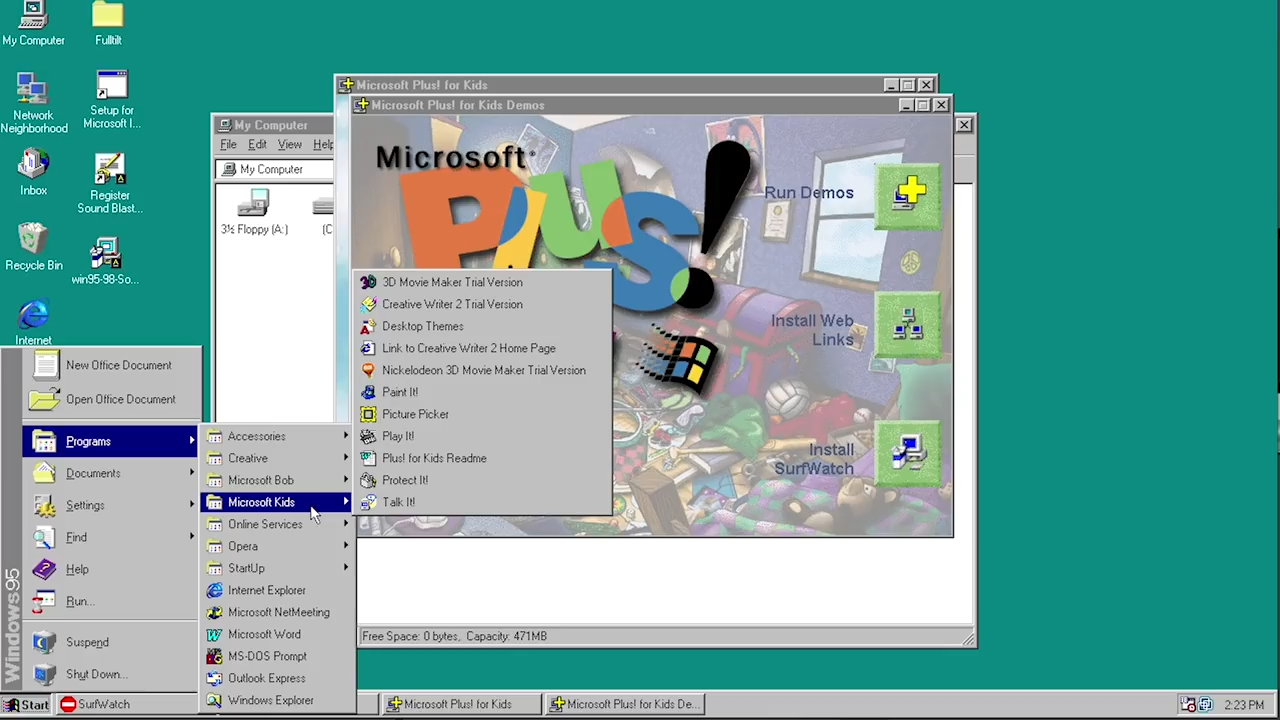 My Computer
Fulltilt
Network
Neighborhood
Setup for
Microsoft I...
Inbox
Register
Sound Blast...
Recycle Bin
win95-98-So...
Internet
My Computer
File Edit View Help
My Computer
3½ Floppy (A:)
(C
Free Space: 0 bytes, Capacity: 471MB
Microsoft Plus! for Kids
Microsoft Plus! for Kids Demos
Microsoft
Plus!
Run Demos
Install Web
Links
Install
SurfWatch
3D Movie Maker Trial Version
Creative Writer 2 Trial Version
Desktop Themes
Link to Creative Writer 2 Home Page
Nickelodeon 3D Movie Maker Trial Version
Paint It!
Picture Picker
Play It!
Plus! for Kids Readme
Protect It!
Talk It!
New Office Document
Open Office Document
Programs
Documents
Settings
Find
Help
Run...
Suspend
Shut Down...
Windows95
Accessories
Creative
Microsoft Bob
Microsoft Kids
Online Services
Opera
StartUp
Internet Explorer
Microsoft NetMeeting
Microsoft Word
MS-DOS Prompt
Outlook Express
Windows Explorer
Start
SurfWatch
Microsoft Plus! for Kids
Microsoft Plus! for Kids De...
2:23 PM